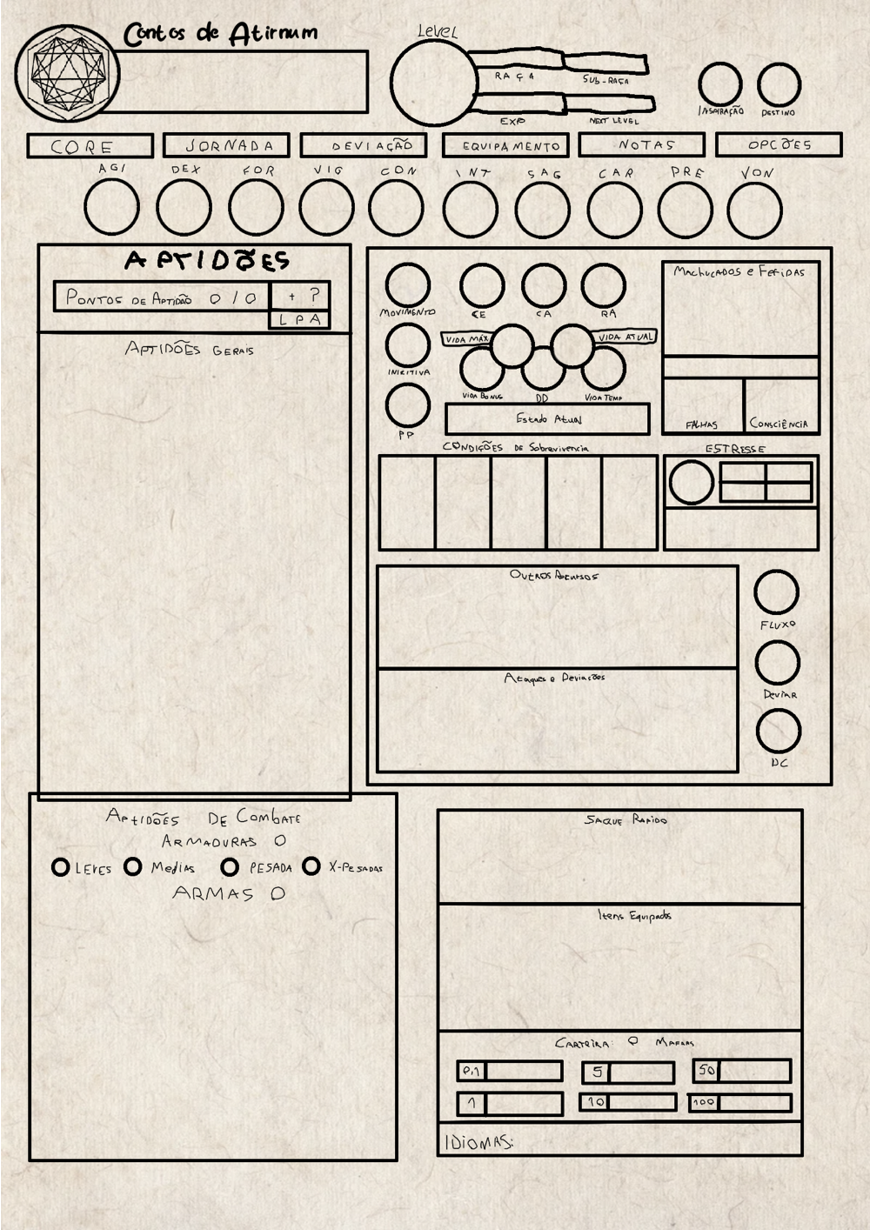 Contos de Atirnum
Level
RAÇA
SUB-RAÇA
EXP
NEXT LEVEL
INSPIRAÇÃO
DESTINO
CORE
JORNADA
DEVIAÇÃO
EQUIPAMENTO
NOTAS
OPCÕES
AGI DEX FOR VIG CON INT SAG CAR PRE VON
APTIDÕES
PONTOS DE APTIDÃO 0 / 0 + ?
L P A
APTIDÕES GERAIS
MOVIMENTO
CE
CA
RA
INICITIVA
VIDA MÁX
VIDA ATUAL
VIDA BONUS
DD
VIDA TEMP
PP
Estado Atual
MACHUCADOS e FERIDAS
FALHAS
CONSCIÊNCIA
CONDIÇÕES DE Sobrevivencia
ESTRESSE
OUTROS RECURSOS
Ataques e Deviações
FLUXO
DEVIAR
DC
APTIDÕES DE COMBATE
ARMADURAS O
LEVES MEdIAS PESADA X-PESADAS
ARMAS O
SAQUE RAPIDO
Itens Equipados
CARTEIRA
0,1
5
50
1
10
100
IDIOMAS: